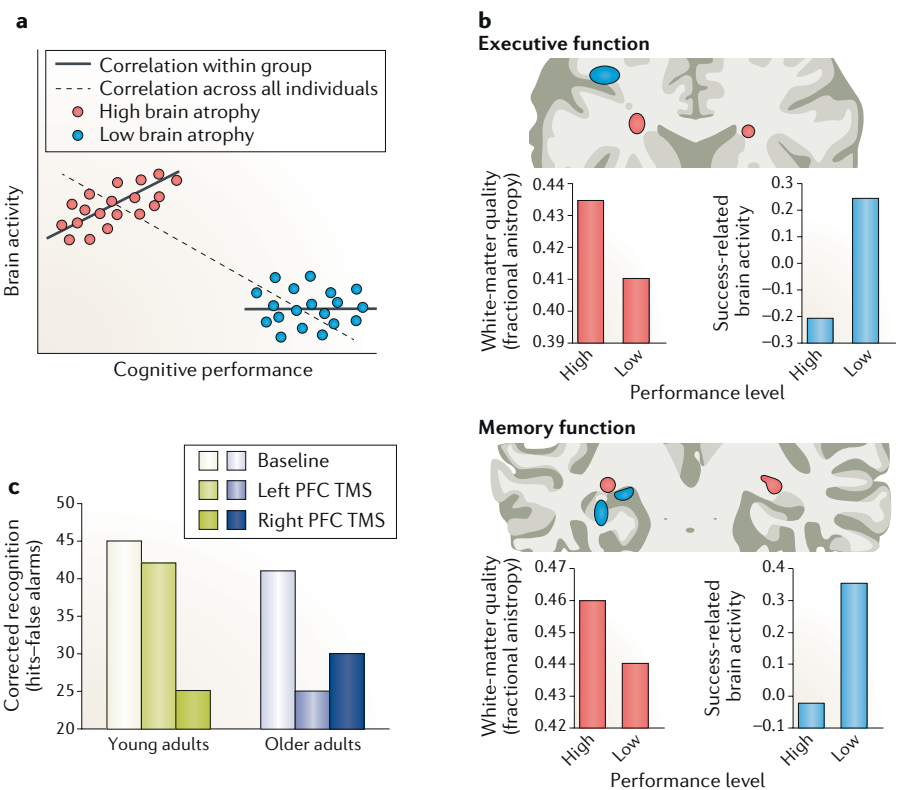 a
Correlation within group
Correlation across all individuals
High brain atrophy
Low brain atrophy
Brain activity
Cognitive performance
b
Executive function
White-matter quality
(fractional anistropy)
0.44
0.43
0.42
0.41
0.40
0.39
High
Low
Success-related
brain activity
0.3
0.2
0.1
0.0
–0.1
–0.2
–0.3
High
Low
Performance level
Memory function
White-matter quality
(fractional anistropy)
0.47
0.46
0.45
0.44
0.43
0.42
High
Low
Success-related
brain activity
0.4
0.3
0.2
0.1
0.0
–0.1
High
Low
Performance level
c
Baseline
Left PFC TMS
Right PFC TMS
Corrected recognition
(hits–false alarms)
50
45
40
35
30
25
20
Young adults
Older adults